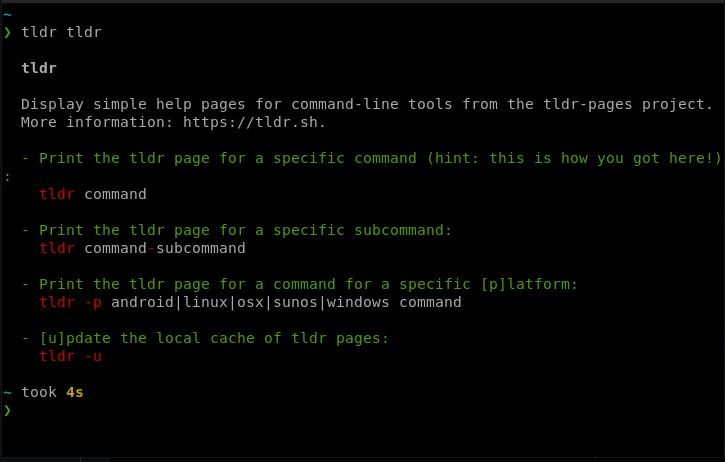 ~
❯ tldr tldr
tldr
Display simple help pages for command-line tools from the tldr-pages project.
More information: https://tldr.sh.
- Print the tldr page for a specific command (hint: this is how you got here!)
:
tldr command
- Print the tldr page for a specific subcommand:
tldr command-subcommand
- Print the tldr page for a command for a specific [p]latform:
tldr -p android|linux|osx|sunos|windows command
- [u]pdate the local cache of tldr pages:
tldr -u
~ took 4s
❯